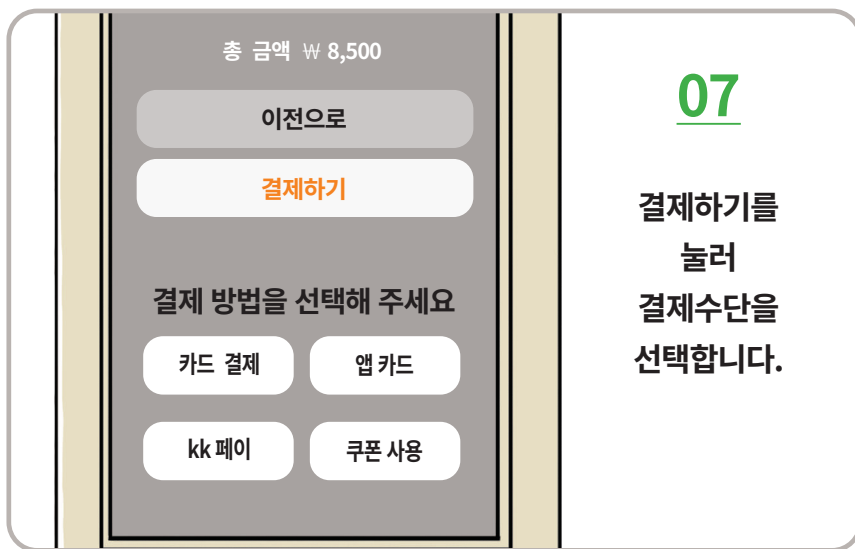 총 금액 ₩ 8,500
이전으로
결제하기
결제 방법을 선택해 주세요
카드 결제
앱 카드
kk 페이
쿠폰 사용
07
결제하기를
눌러
결제수단을
선택합니다.